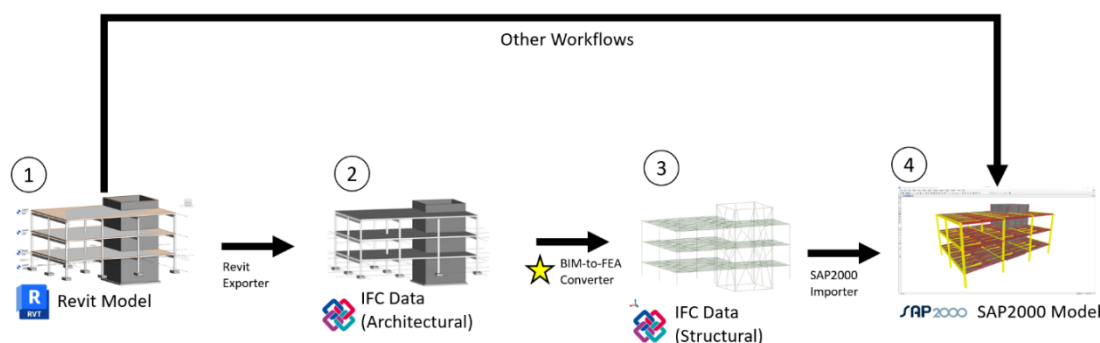 Other Workflows
1
2
3
4
Revit
Exporter
BIM-to-FEA
Converter
SAP2000
Importer
R
RVT
Revit Model
IFC Data
(Architectural)
IFC Data
(Structural)
SAP2000
SAP2000 Model